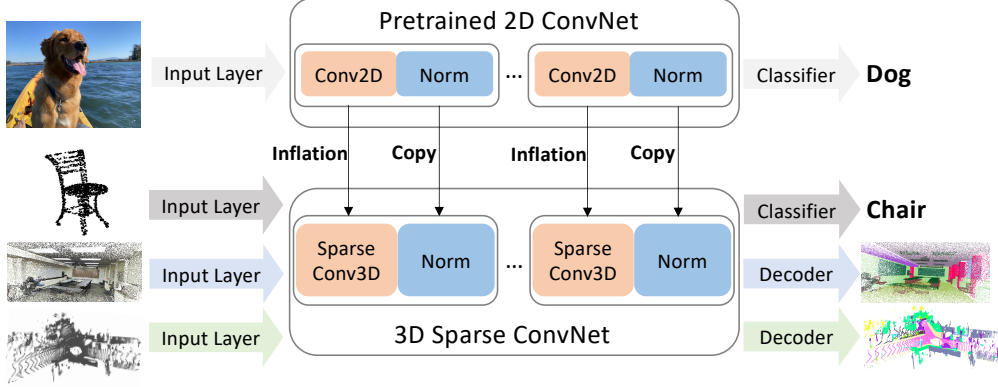 Pretrained 2D ConvNet
Input Layer
Conv2D Norm ... Conv2D Norm
Classifier
Dog
Inflation Copy Inflation Copy
Input Layer
Classifier
Chair
Sparse Conv3D Norm ... Sparse Conv3D Norm
Input Layer
Decoder
3D Sparse ConvNet
Input Layer
Decoder